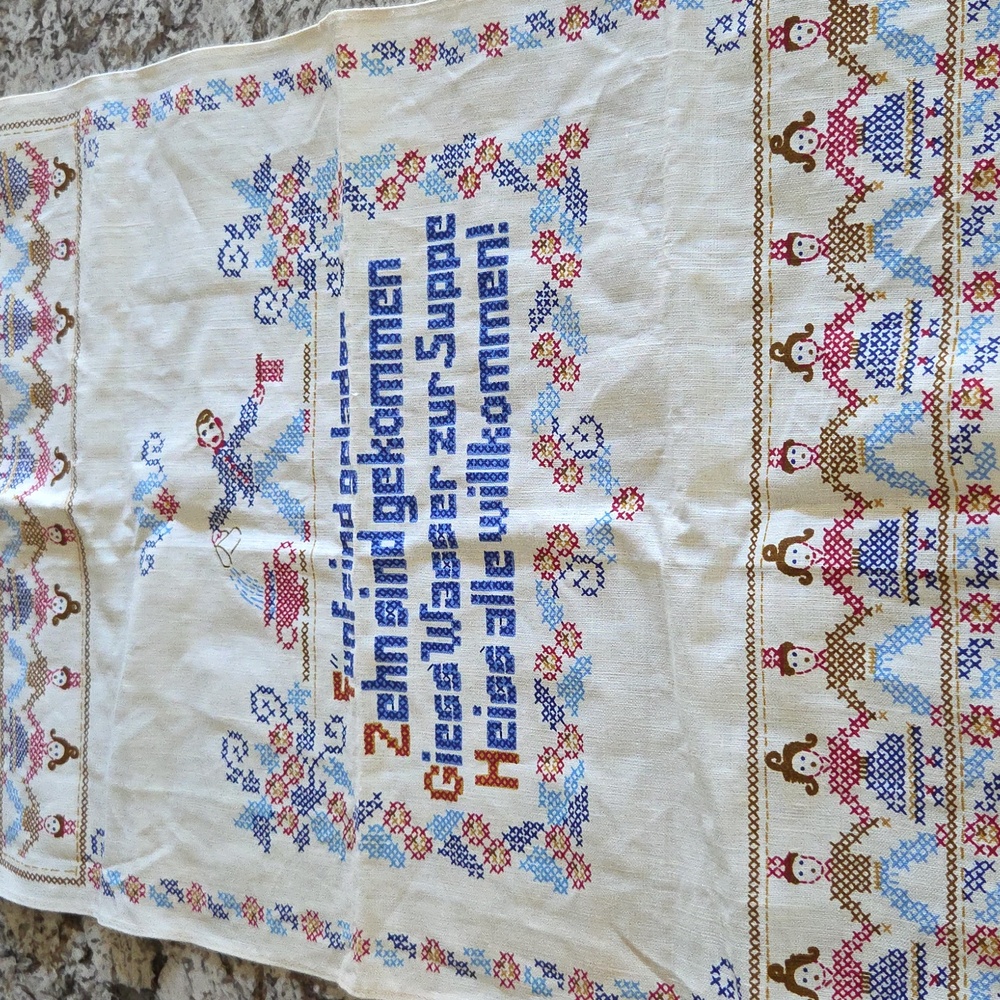 Fünf sind geladen
Zehn sind gekommen
Giess Wasser zur Suppe
Heiss alle willkommen!